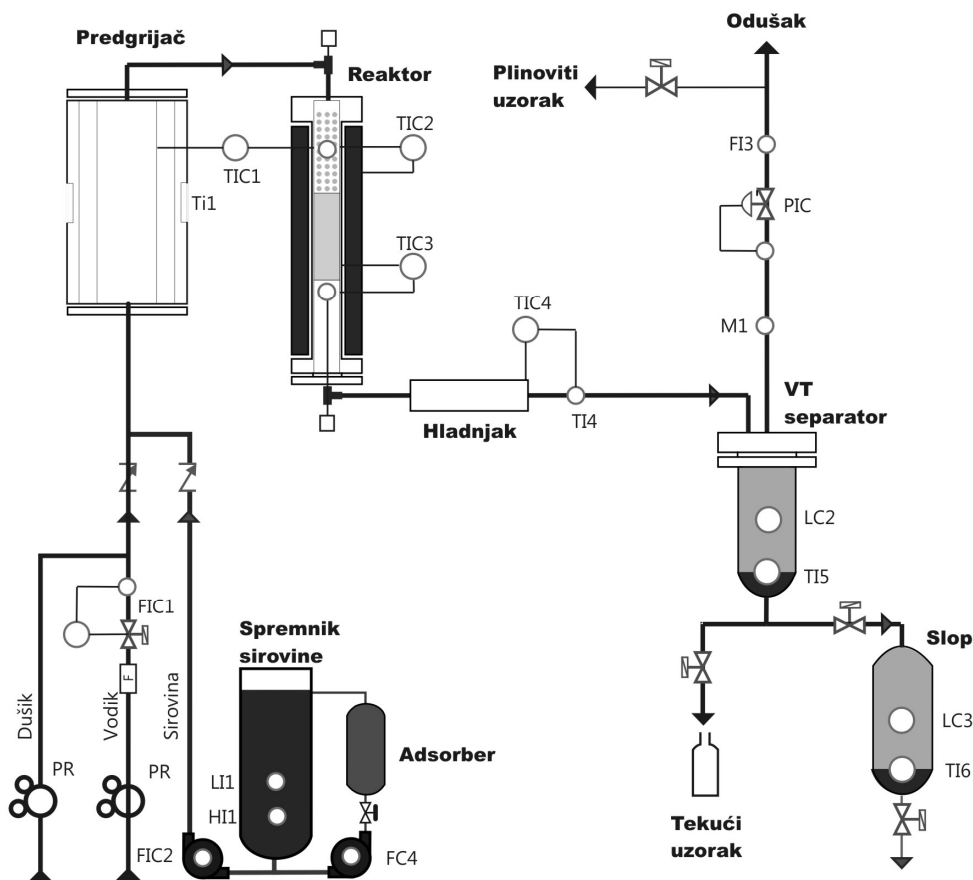 Odušak
Predgrijač
Plinoviti
uzorak
Reaktor
TIC2
FI3
TIC1
Ti1
PIC
TIC3
TIC4
M1
VT
separator
TI4
Hladnjak
LC2
TI5
FIC1
Spremnik
sirovine
Slop
F
Dušik
Vodik
Sirovina
LC3
Adsorber
PR
PR
LI1
TI6
HI1
Tekući
uzorak
FIC2
FC4